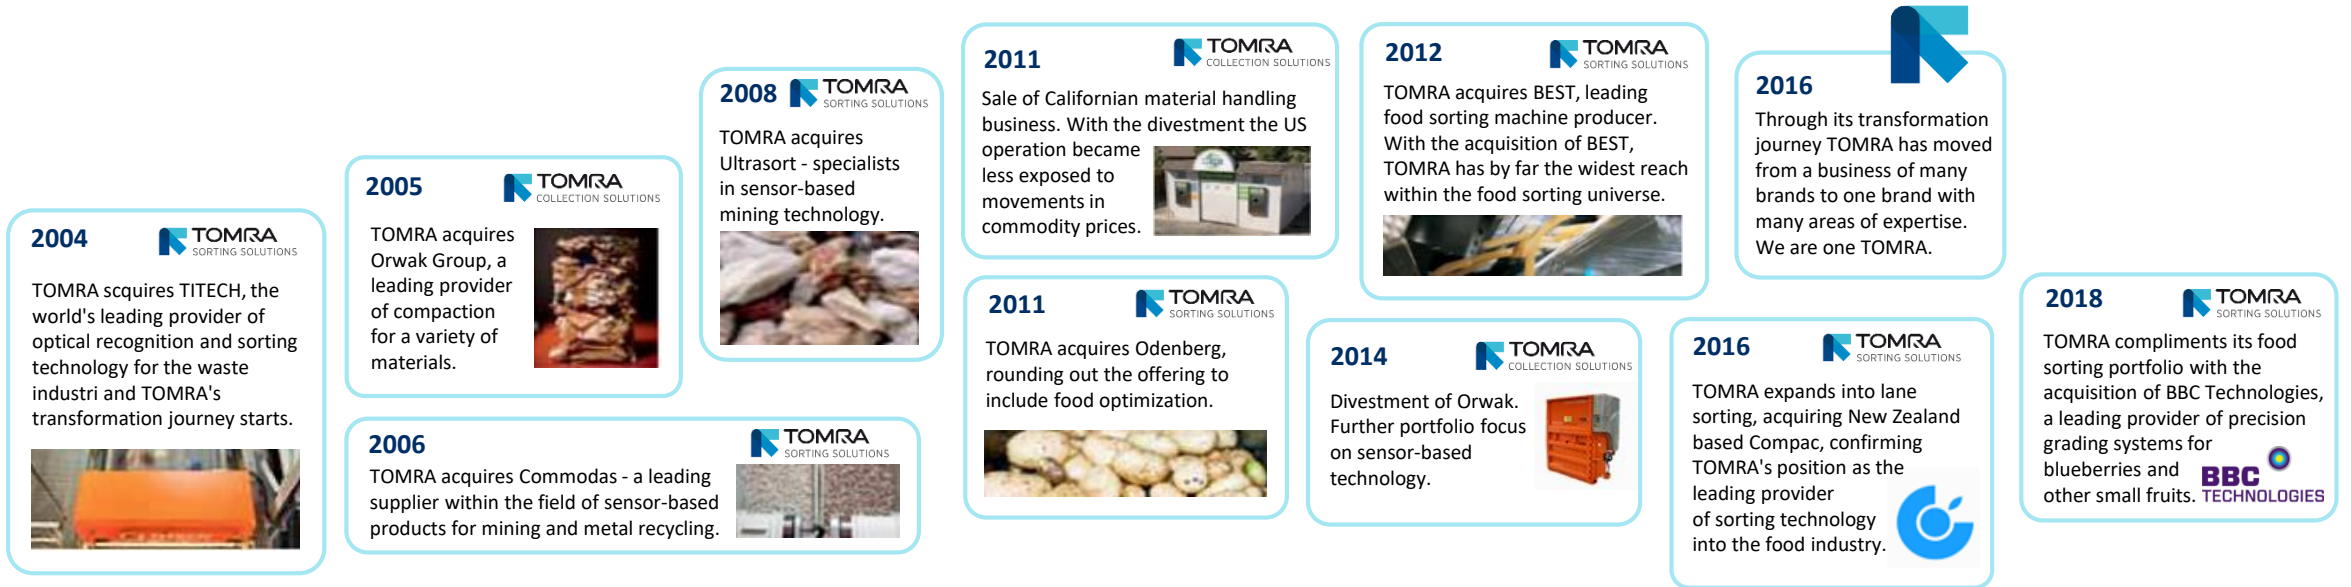 2004
TOMRA
SORTING SOLUTIONS
TOMRA scquires TITECH, the
world's leading provider of
optical recognition and sorting
technology for the waste
industri and TOMRA's
transformation journey starts.
2005
TOMRA
COLLECTION SOLUTIONS
TOMRA acquires
Orwak Group, a
leading provider
of compaction
for a variety of
materials.
2006
TOMRA
SORTING SOLUTIONS
TOMRA acquires Commodas - a leading
supplier within the field of sensor-based
products for mining and metal recycling.
2008
TOMRA
SORTING SOLUTIONS
TOMRA acquires
Ultrasort - specialists
in sensor-based
mining technology.
2011
TOMRA
COLLECTION SOLUTIONS
Sale of Californian material handling
business. With the divestment the US
operation became
less exposed to
movements in
commodity prices.
2011
TOMRA
SORTING SOLUTIONS
TOMRA acquires Odenberg,
rounding out the offering to
include food optimization.
2012
TOMRA
SORTING SOLUTIONS
TOMRA acquires BEST, leading
food sorting machine producer.
With the acquisition of BEST,
TOMRA has by far the widest reach
within the food sorting universe.
2014
TOMRA
COLLECTION SOLUTIONS
Divestment of Orwak.
Further portfolio focus
on sensor-based
technology.
2016
Through its transformation
journey TOMRA has moved
from a business of many
brands to one brand with
many areas of expertise.
We are one TOMRA.
2016
TOMRA
SORTING SOLUTIONS
TOMRA expands into lane
sorting, acquiring New Zealand
based Compac, confirming
TOMRA's position as the
leading provider
of sorting technology
into the food industry.
2018
TOMRA
SORTING SOLUTIONS
TOMRA compliments its food
sorting portfolio with the
acquisition of BBC Technologies,
a leading provider of precision
grading systems for
blueberries and
other small fruits.
BBC
TECHNOLOGIES